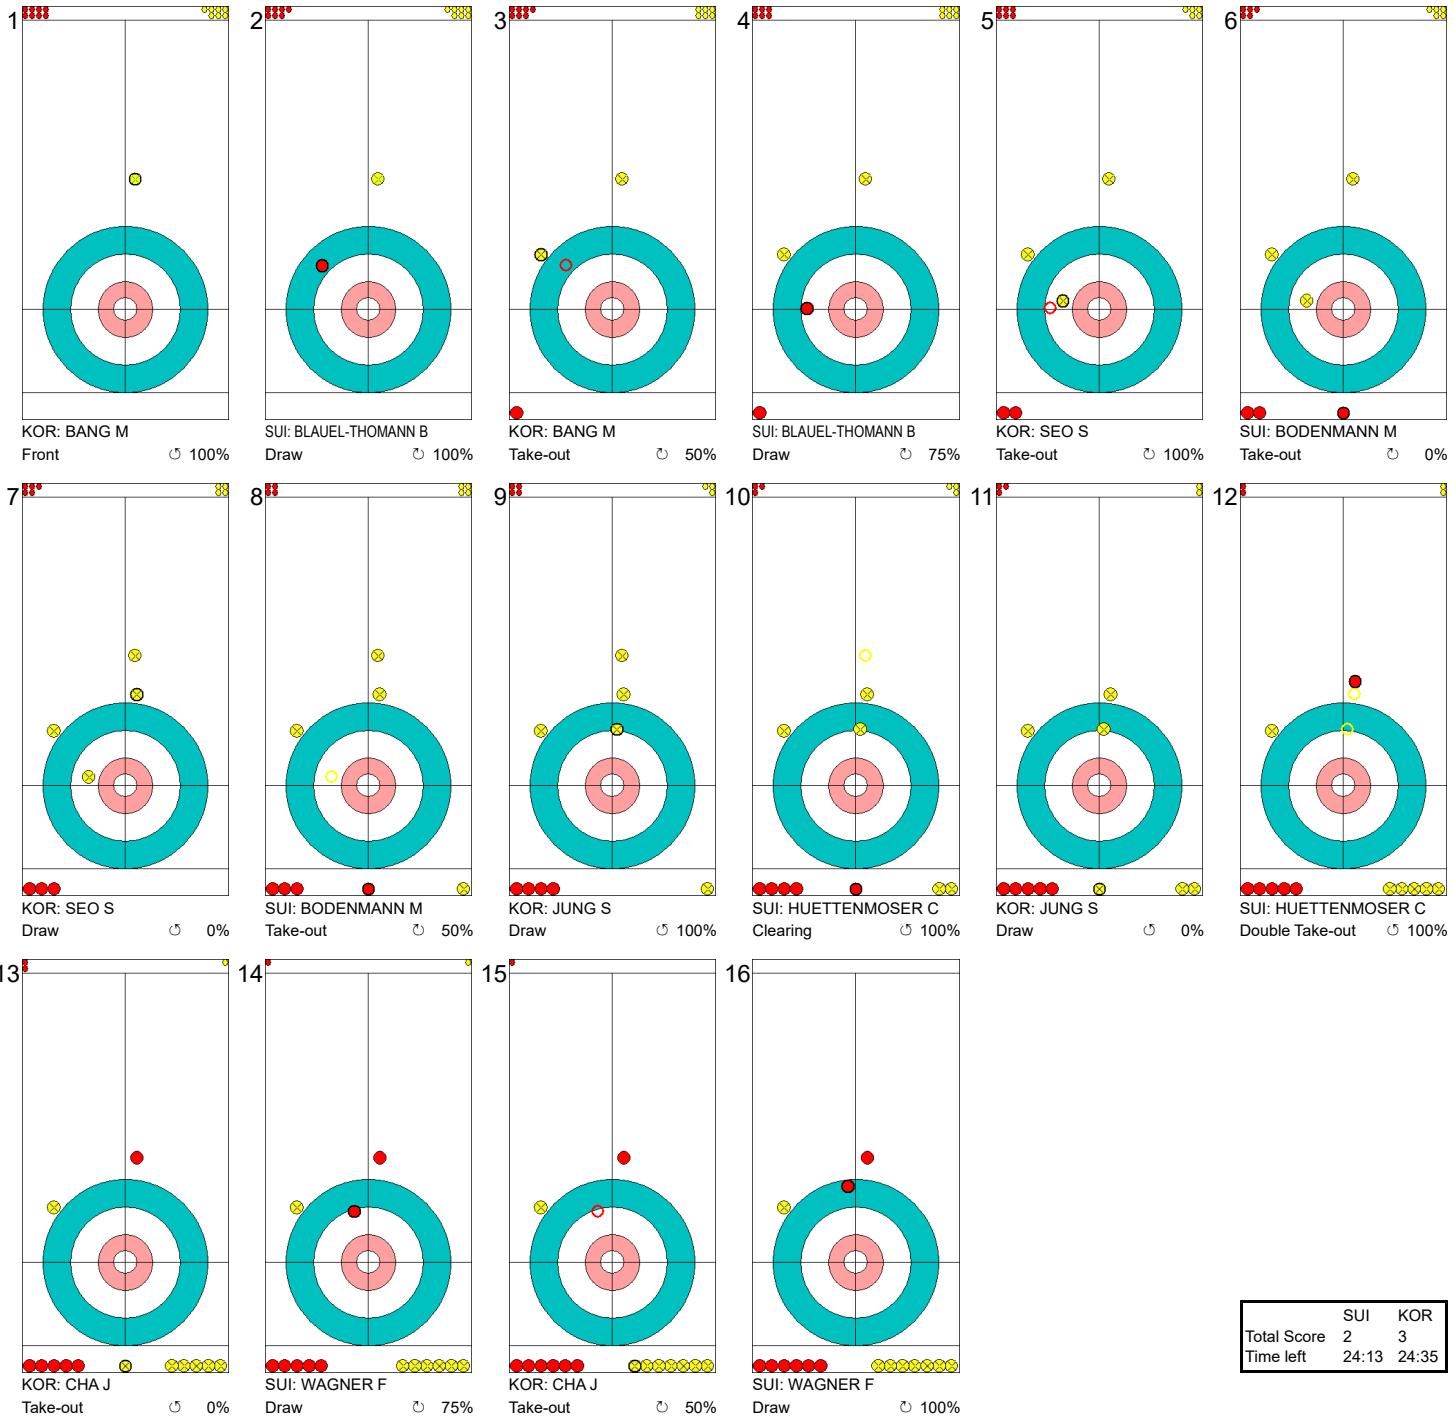 1 2 3 4 5 6
KOR: BANG M SUI: BLAUEL-THOMANN B KOR: BANG M SUI: BLAUEL-THOMANN B KOR: SEO S SUI: BODENMANN M
Front ↺ 100% Draw ↻ 100% Take-out ↻ 50% Draw ↻ 75% Take-out ↻ 100% Take-out ↺ 0%
7 8 9 10 11 12
KOR: SEO S SUI: BODENMANN M KOR: JUNG S SUI: HUETTENMOSER C KOR: JUNG S SUI: HUETTENMOSER C
Draw ↺ 0% Take-out ↻ 50% Draw ↺ 100% Clearing ↺ 100% Draw ↺ 0% Double Take-out ↺ 100%
13 14 15 16
KOR: CHA J SUI: WAGNER F KOR: CHA J SUI: WAGNER F
Take-out ↺ 0% Draw ↻ 75% Take-out ↻ 50% Draw ↻ 100%
SUI KOR
Total Score 2 3
Time left 24:13 24:35